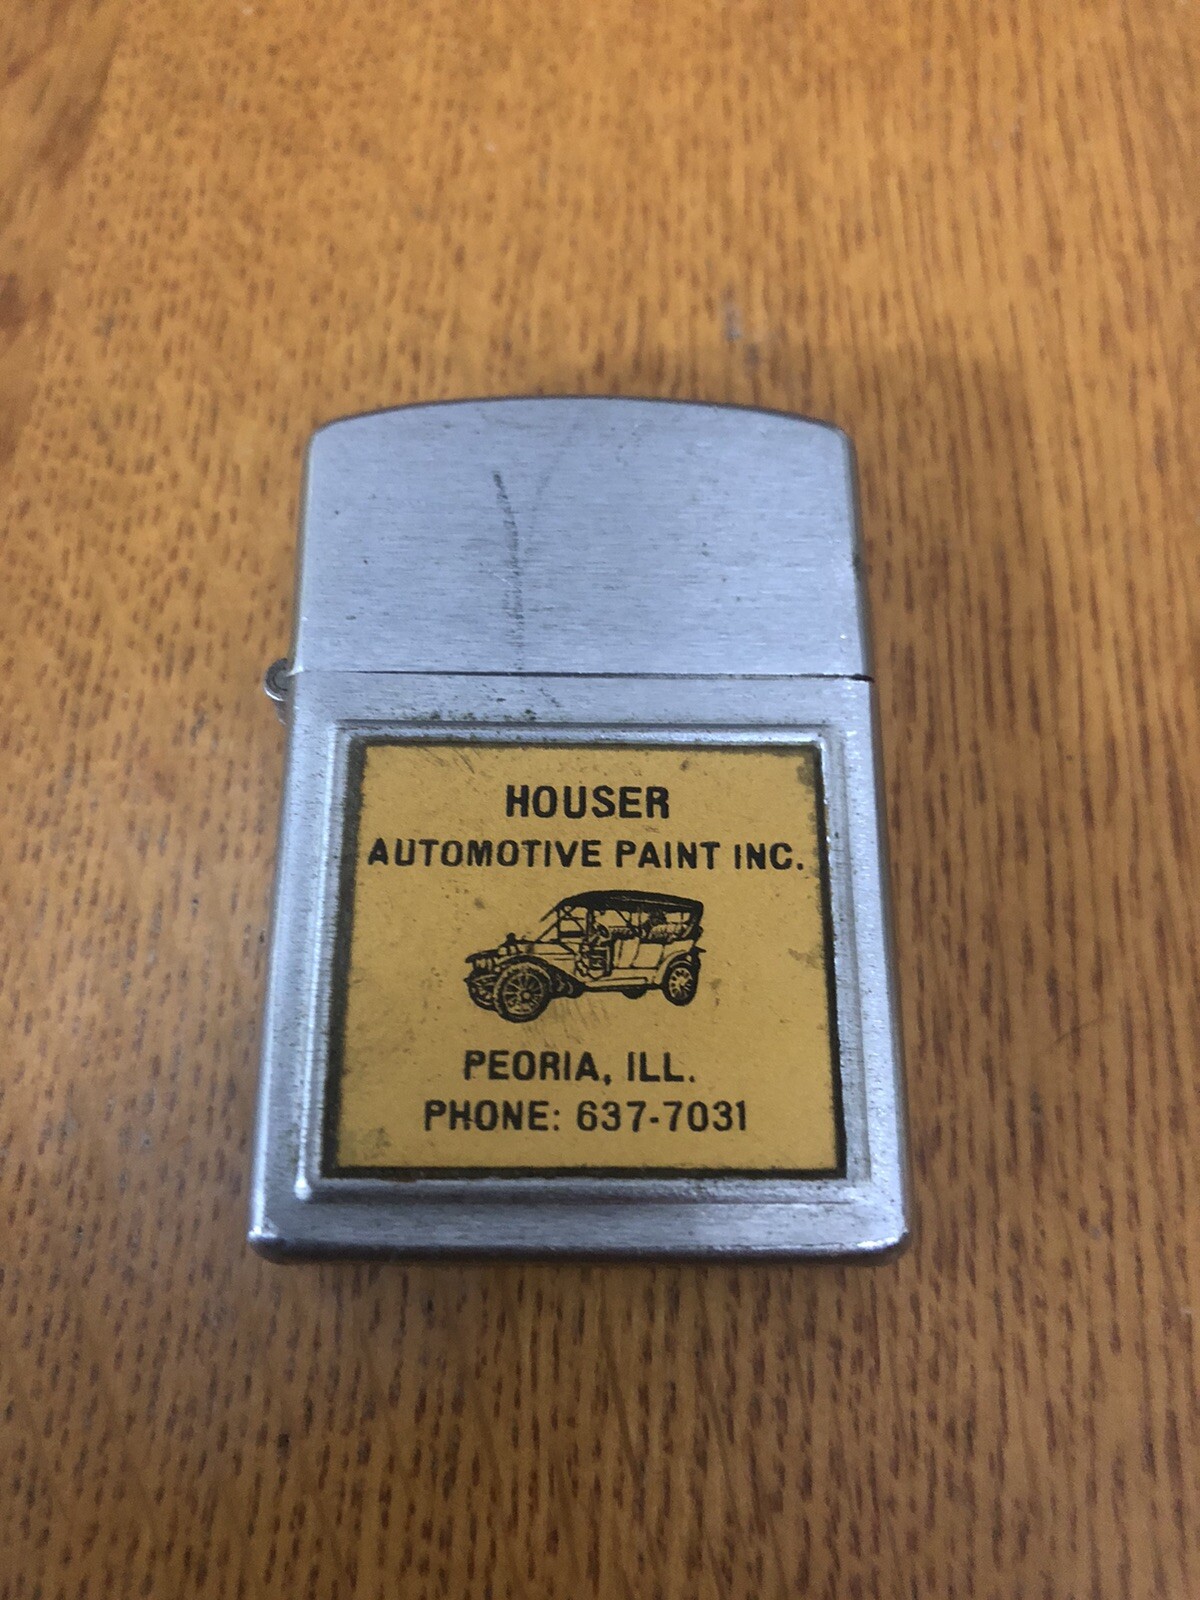 HOUSER
AUTOMOTIVE PAINT INC.
PEORIA, ILL.
PHONE: 637-7031